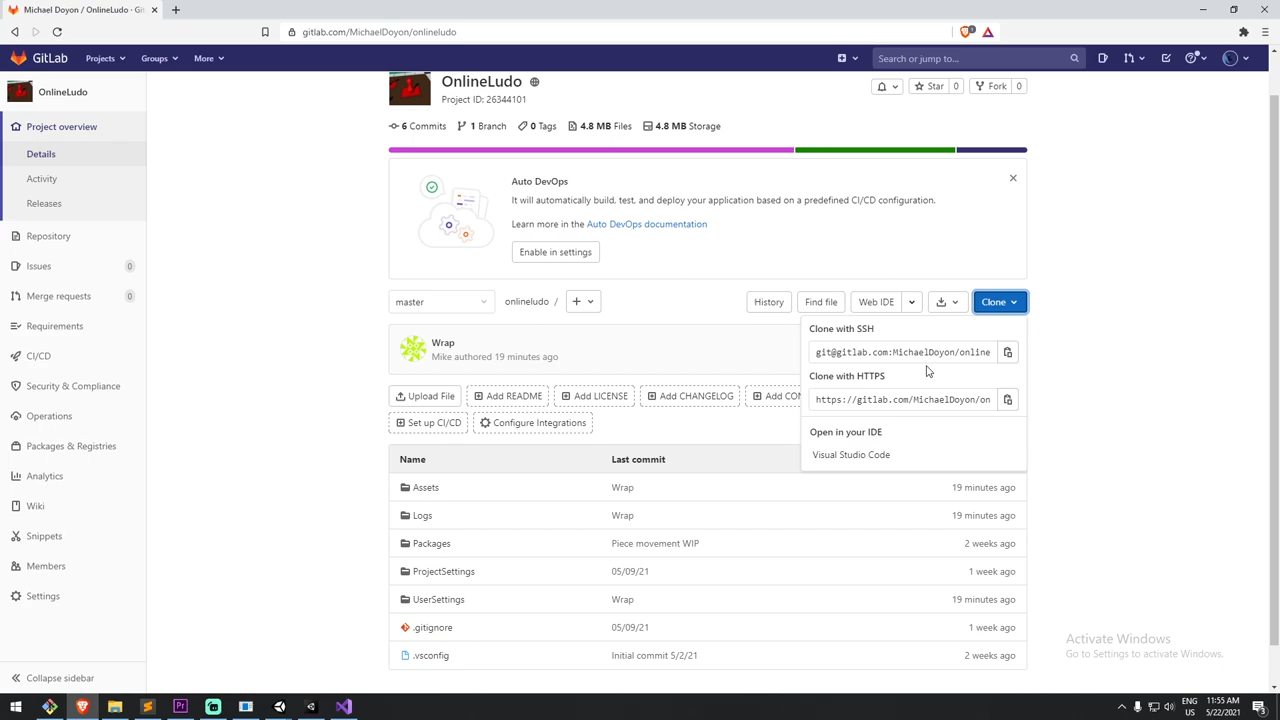 Michael Doyon / OnlineLudo · Git
gitlab.com/MichaelDoyon/onlineludo
GitLab
Projects
Groups
More
Search or jump to...
OnlineLudo
Project overview
Details
Activity
Releases
Repository
Issues 0
Merge requests 0
Requirements
CI/CD
Security & Compliance
Operations
Packages & Registries
Analytics
Wiki
Snippets
Members
Settings
Collapse sidebar
OnlineLudo
Project ID: 26344101
Star 0
Fork 0
6 Commits 1 Branch 0 Tags 4.8 MB Files 4.8 MB Storage
Auto DevOps
It will automatically build, test, and deploy your application based on a predefined CI/CD configuration.
Learn more in the Auto DevOps documentation
Enable in settings
master
onlineludo /
History
Find file
Web IDE
Clone
Clone with SSH
git@gitlab.com:MichaelDoyon/online
Clone with HTTPS
https://gitlab.com/MichaelDoyon/on
Open in your IDE
Visual Studio Code
Wrap
Mike authored 19 minutes ago
Upload File
Add README
Add LICENSE
Add CHANGELOG
Add CON
Set up CI/CD
Configure Integrations
Name Last commit
Assets Wrap 19 minutes ago
Logs Wrap 19 minutes ago
Packages Piece movement WIP 2 weeks ago
ProjectSettings 05/09/21 1 week ago
UserSettings Wrap 19 minutes ago
.gitignore 05/09/21 1 week ago
.vsconfig Initial commit 5/2/21 2 weeks ago
Activate Windows
Go to Settings to activate Windows.
ENG
US
11:55 AM
5/22/2021